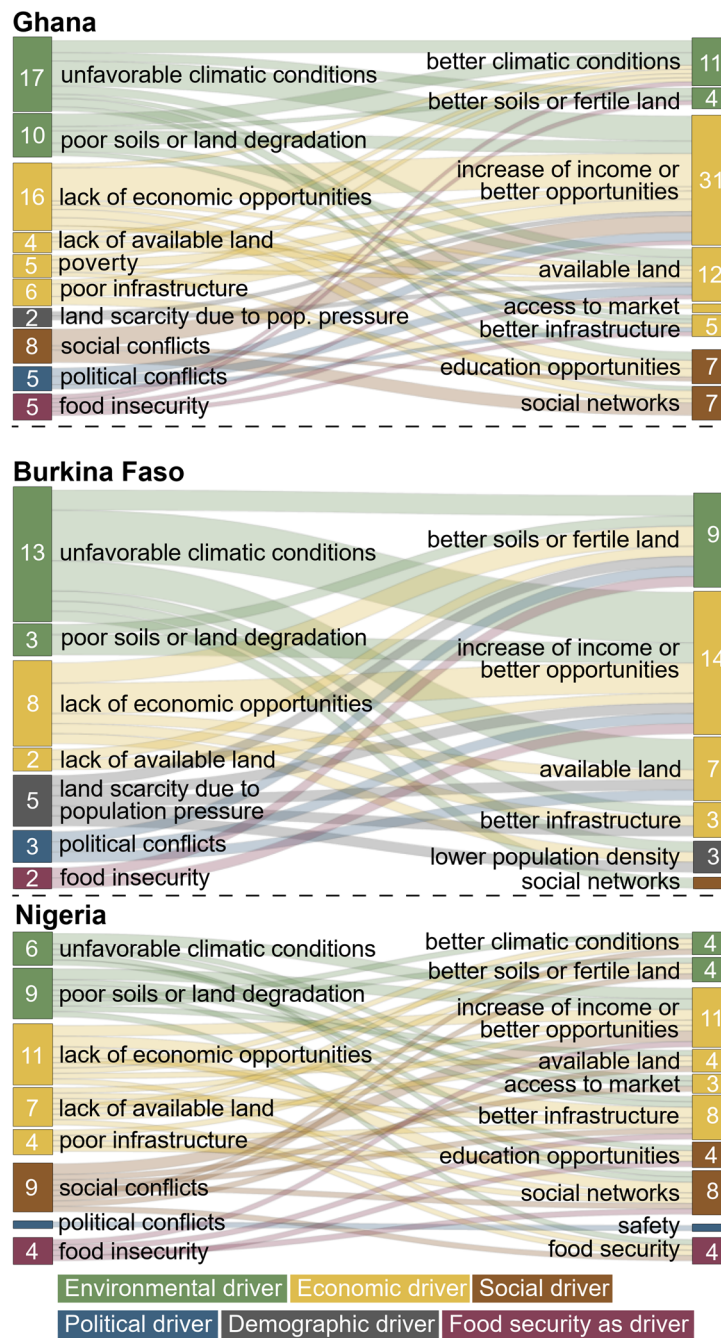 Ghana
17 unfavorable climatic conditions
better climatic conditions 11
better soils or fertile land 4
10 poor soils or land degradation
16 lack of economic opportunities
increase of income or
better opportunities 31
4 lack of available land
5 poverty
available land 12
6 poor infrastructure
access to market
2 land scarcity due to pop. pressure
better infrastructure 5
8 social conflicts
education opportunities 7
5 political conflicts
5 food insecurity
social networks 7
Burkina Faso
13 unfavorable climatic conditions
better soils or fertile land 9
3 poor soils or land degradation
increase of income or
better opportunities 14
8 lack of economic opportunities
2 lack of available land
available land 7
5 land scarcity due to
population pressure
better infrastructure 3
3 political conflicts
lower population density 3
2 food insecurity
social networks
Nigeria
6 unfavorable climatic conditions
better climatic conditions 4
better soils or fertile land 4
9 poor soils or land degradation
increase of income or
better opportunities 11
11 lack of economic opportunities
available land 4
access to market 3
7 lack of available land
better infrastructure 8
4 poor infrastructure
education opportunities 4
9 social conflicts
social networks 8
political conflicts
safety
4 food insecurity
food security 4
Environmental driver Economic driver Social driver
Political driver Demographic driver Food security as driver